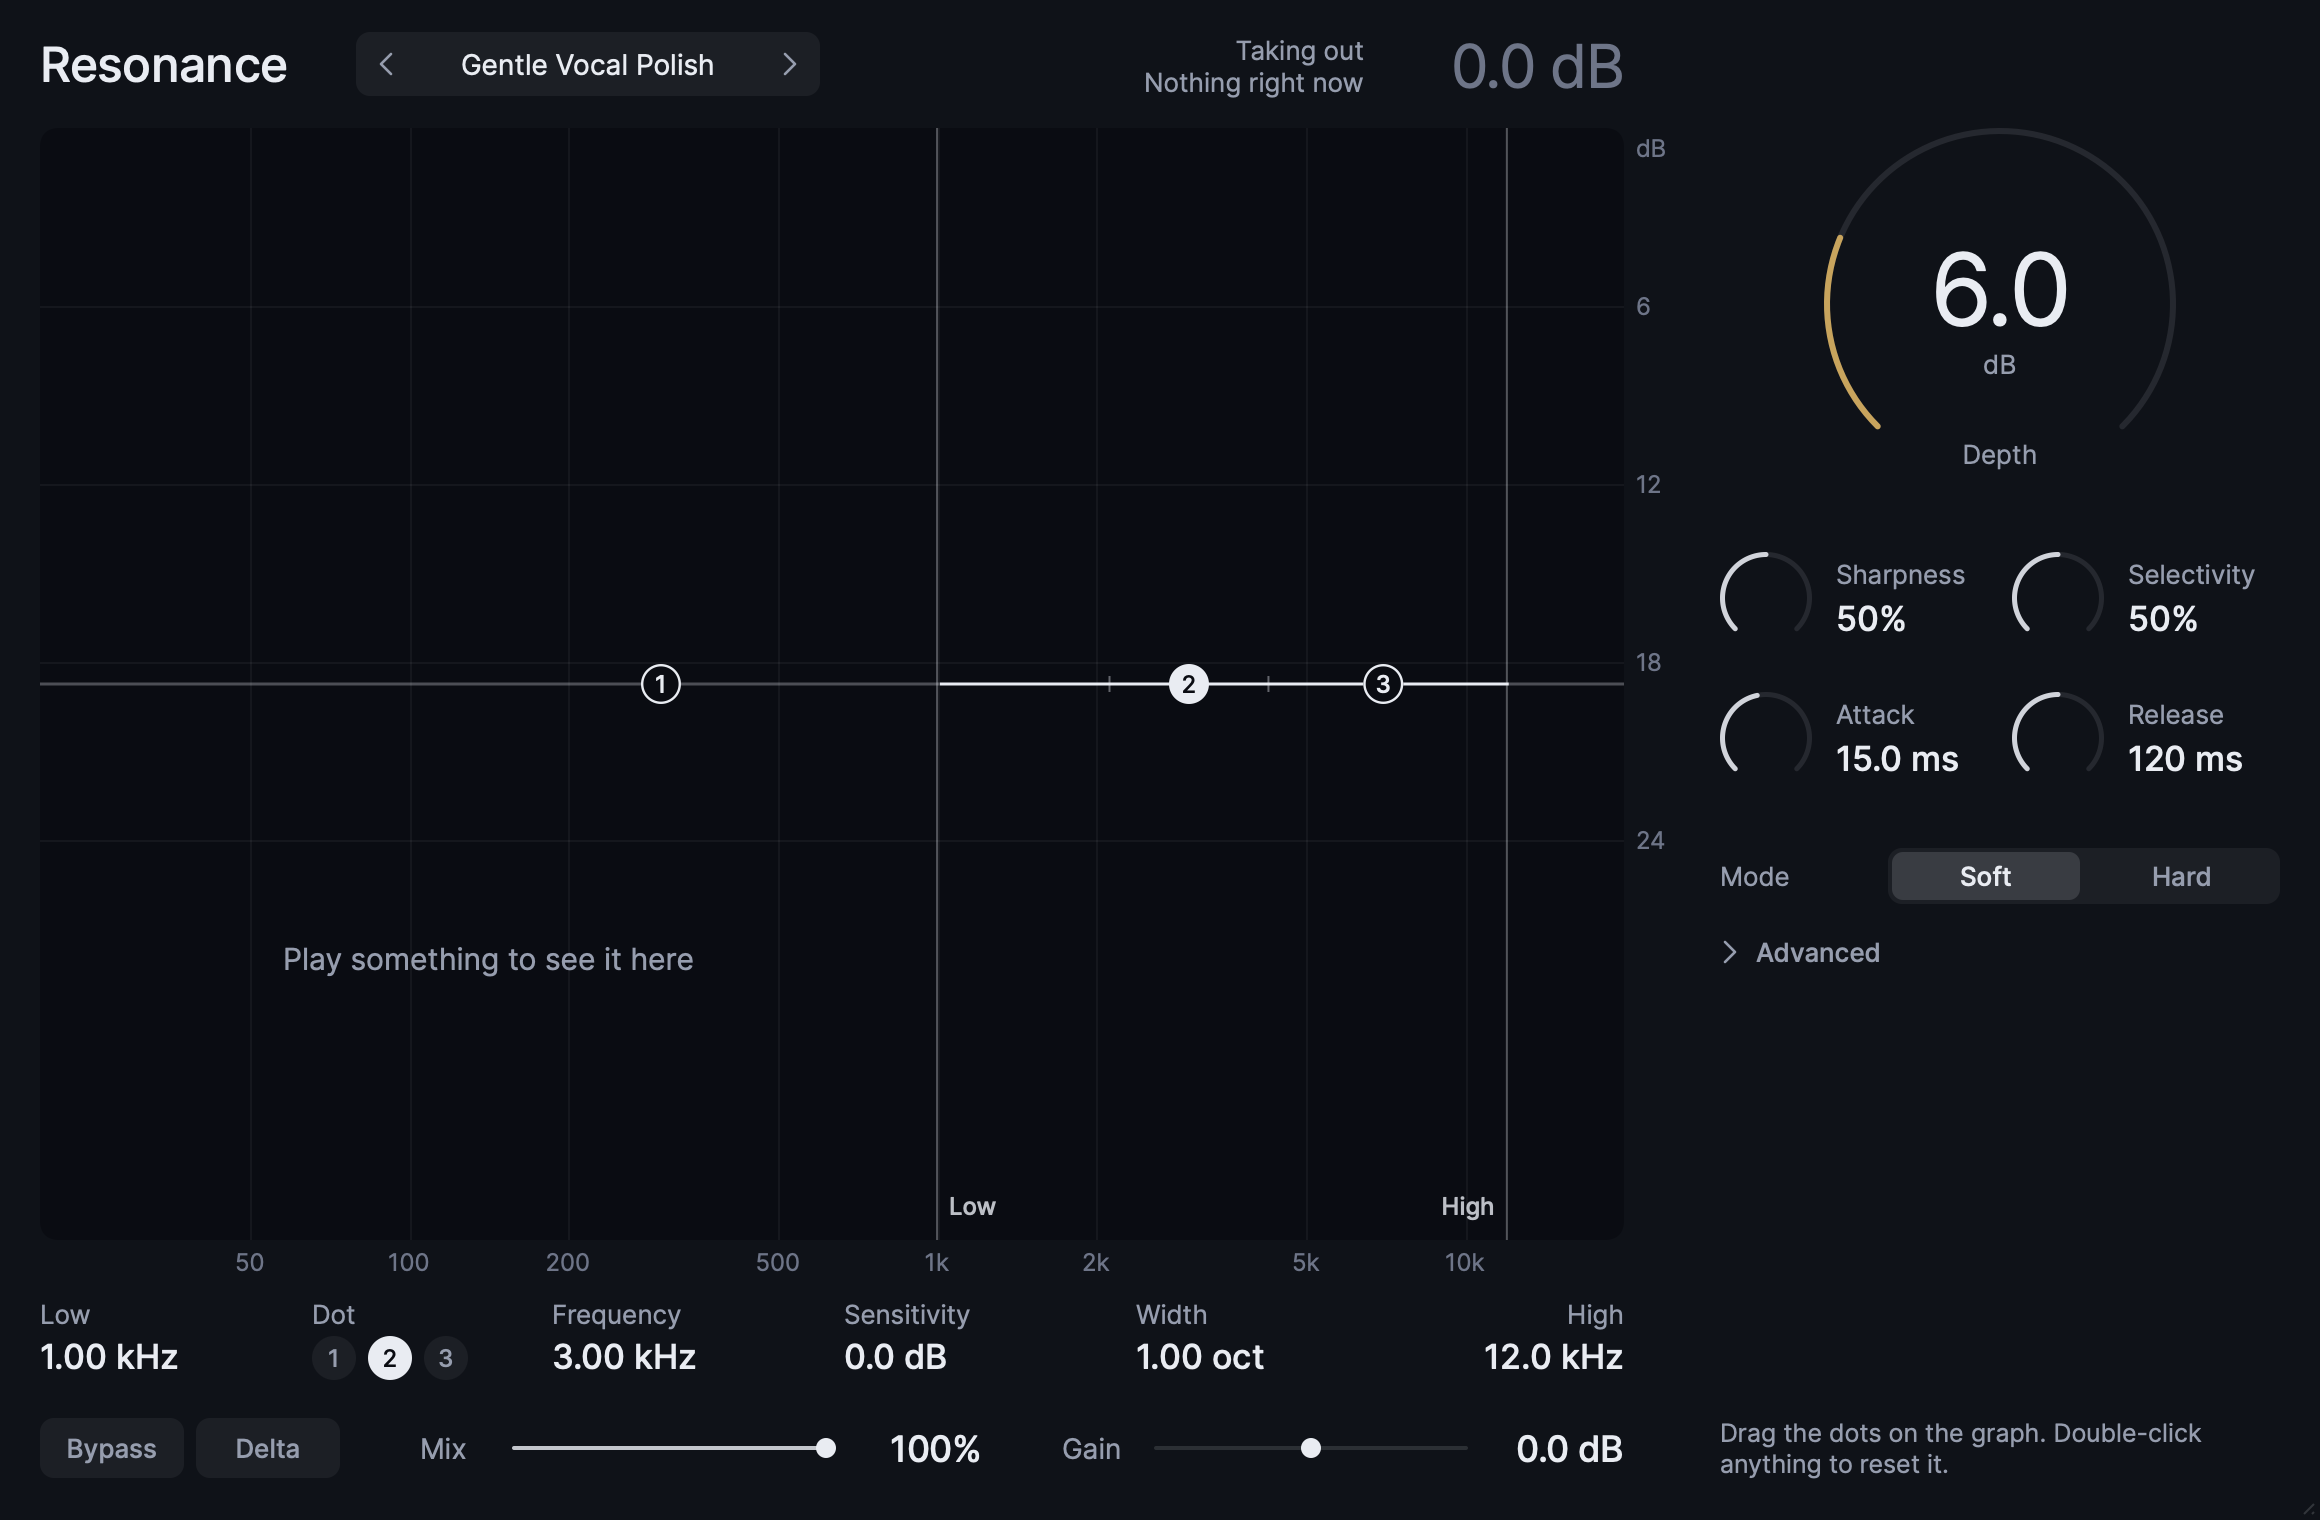 Resonance
Gentle Vocal Polish
Taking out
Nothing right now
0.0 dB
dB
6
12
18
24
1
2
3
Play something to see it here
Low
High
50
100
200
500
1k
2k
5k
10k
6.0
dB
Depth
Sharpness
50%
Selectivity
50%
Attack
15.0 ms
Release
120 ms
Mode
Soft
Hard
Advanced
Low
1.00 kHz
Dot
1 2 3
Frequency
3.00 kHz
Sensitivity
0.0 dB
Width
1.00 oct
High
12.0 kHz
Bypass
Delta
Mix
100%
Gain
0.0 dB
Drag the dots on the graph. Double-click
anything to reset it.